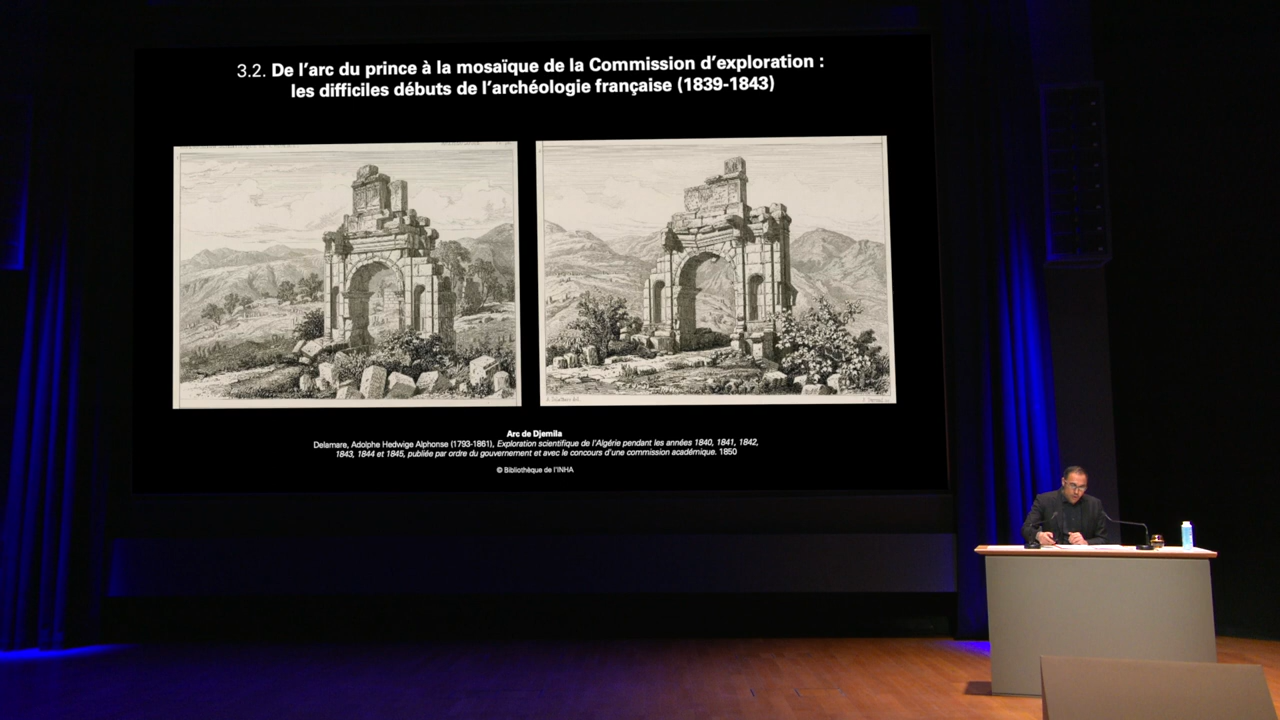 3.2. De l'arc du prince à la mosaïque de la Commission d'exploration :
les difficiles débuts de l'archéologie française (1839-1843)
Arc de Djemila
Delamare, Adolphe Hedwige Alphonse (1793-1861), Exploration scientifique de l'Algérie pendant les années 1840, 1841, 1842,
1843, 1844 et 1845, publiée par ordre du gouvernement et avec le concours d'une commission académique. 1850
© Bibliothèque de l'INHA